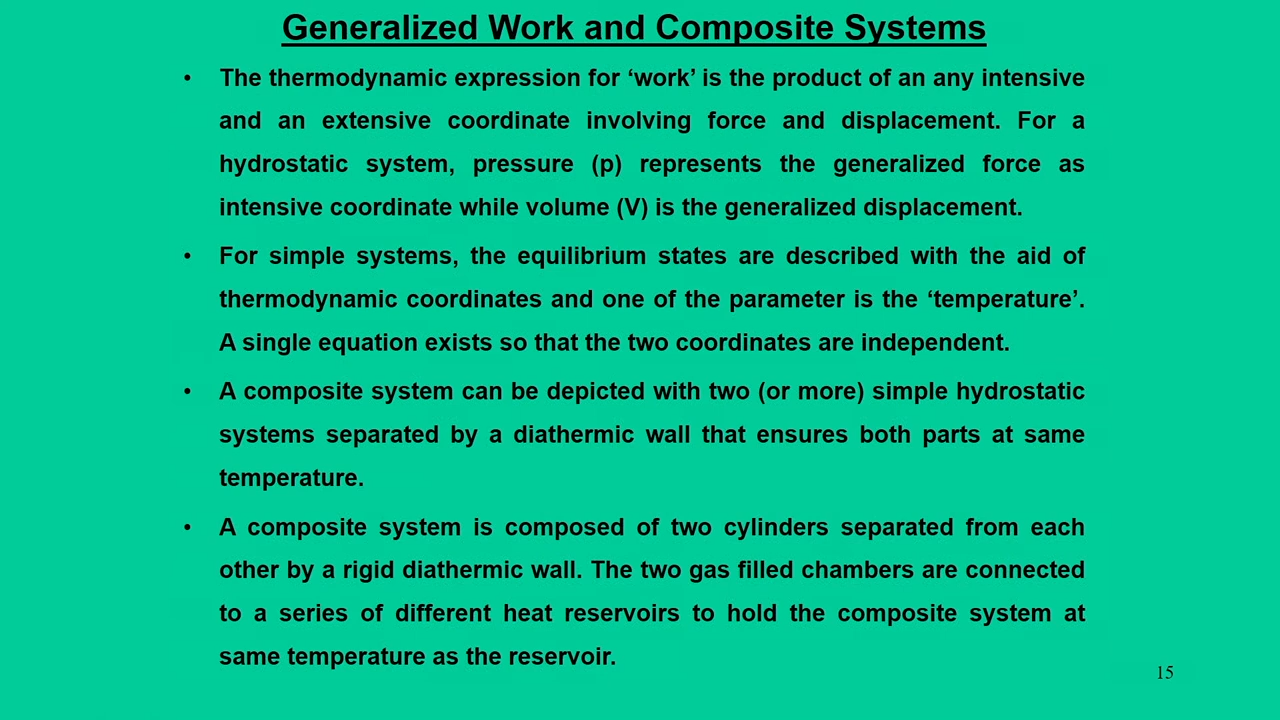 Generalized Work and Composite Systems
• The thermodynamic expression for ‘work’ is the product of an any intensive
and an extensive coordinate involving force and displacement. For a
hydrostatic system, pressure (p) represents the generalized force as
intensive coordinate while volume (V) is the generalized displacement.
• For simple systems, the equilibrium states are described with the aid of
thermodynamic coordinates and one of the parameter is the ‘temperature’.
A single equation exists so that the two coordinates are independent.
• A composite system can be depicted with two (or more) simple hydrostatic
systems separated by a diathermic wall that ensures both parts at same
temperature.
• A composite system is composed of two cylinders separated from each
other by a rigid diathermic wall. The two gas filled chambers are connected
to a series of different heat reservoirs to hold the composite system at
same temperature as the reservoir.
15